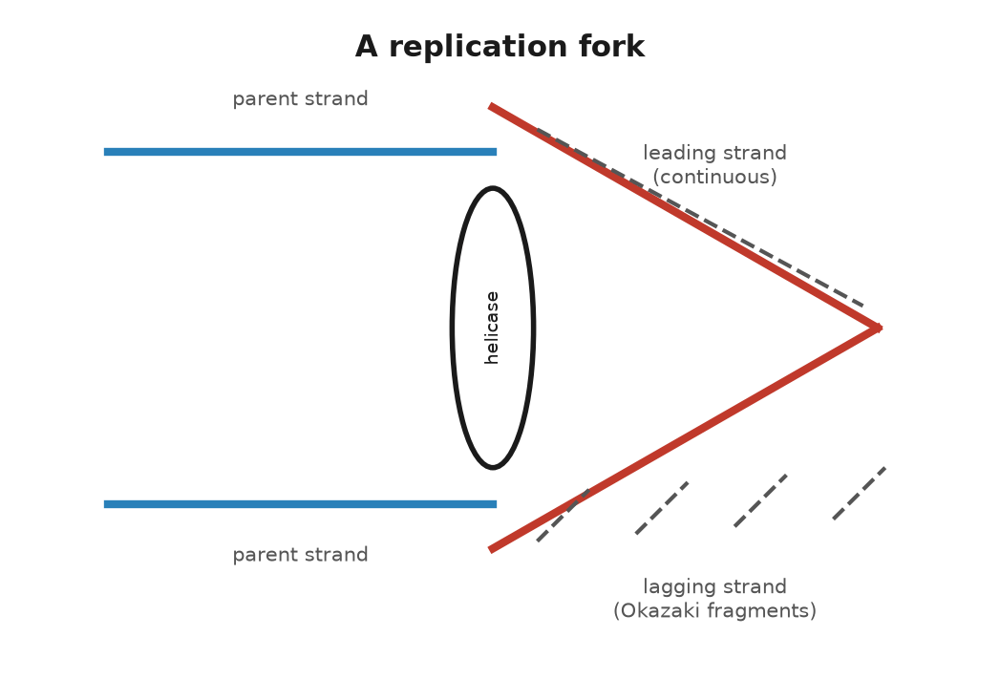 A replication fork
parent strand
leading strand
(continuous)
helicase
parent strand
lagging strand
(Okazaki fragments)